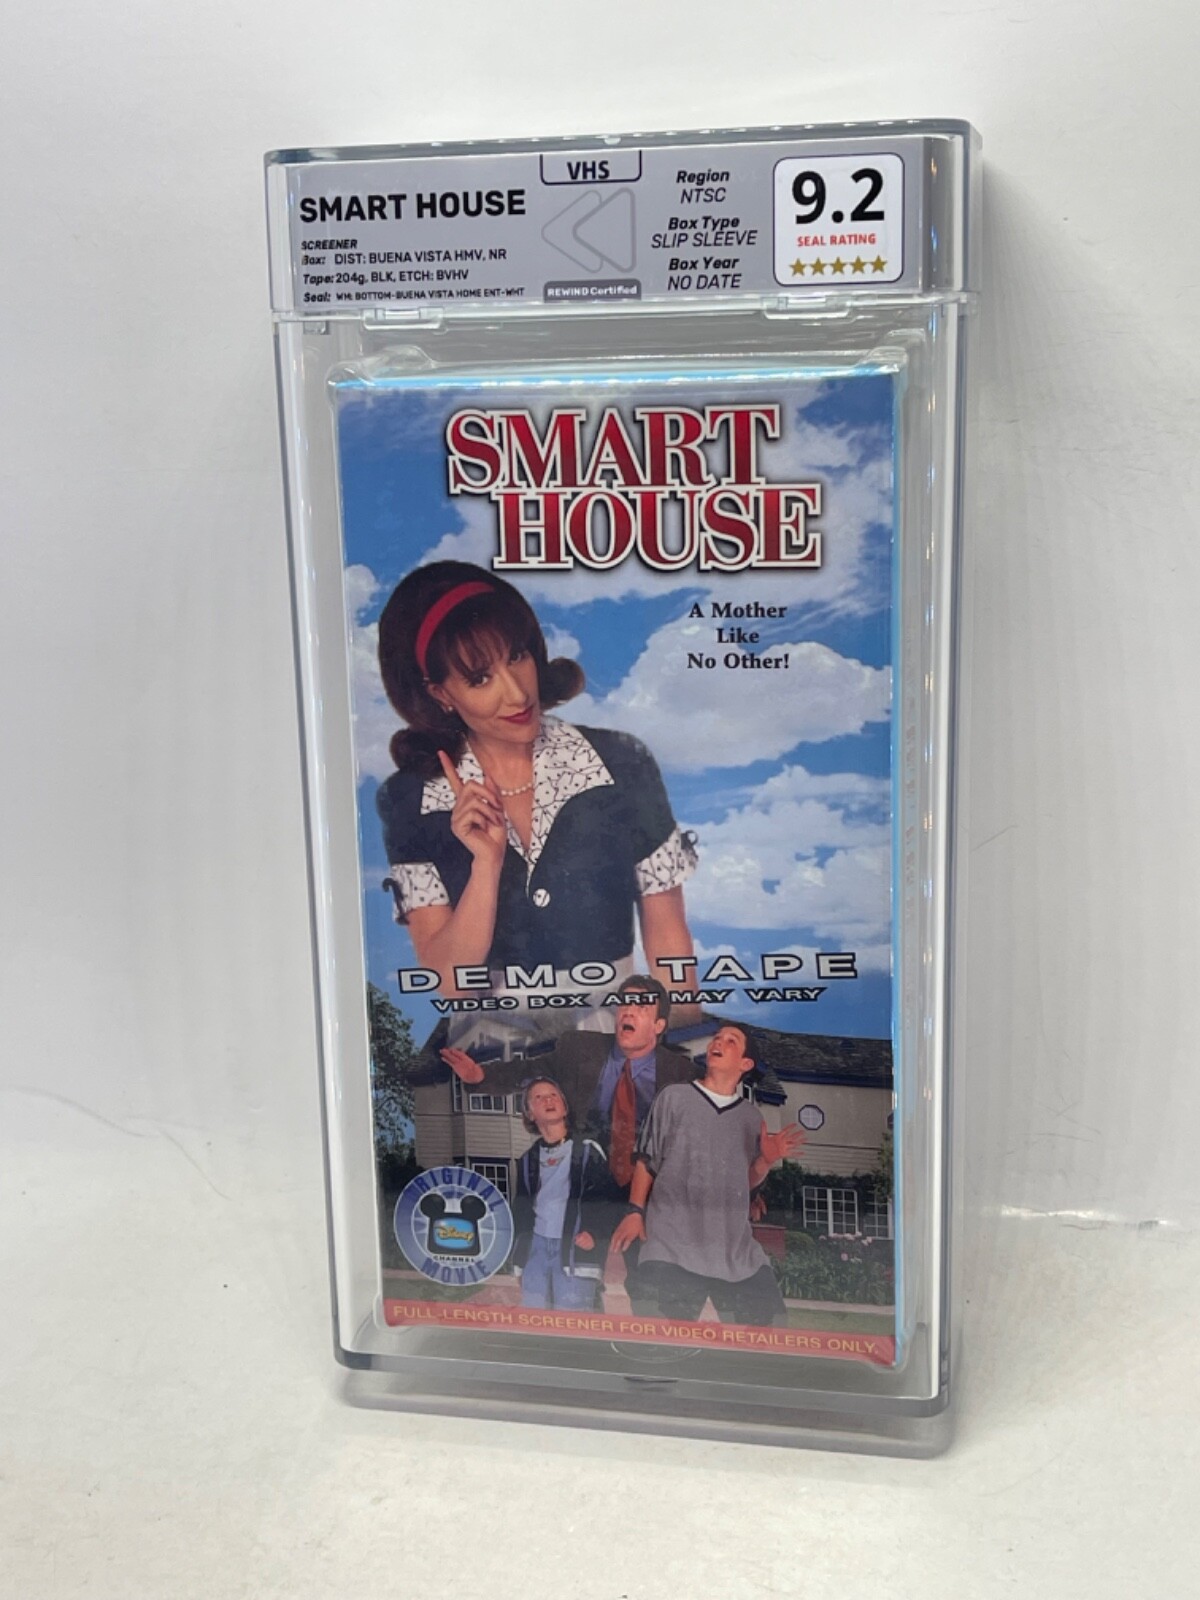 VHS
SMART HOUSE
SCREENER
Box: DIST: BUENA VISTA HMV, NR
Tape: 204g, BLK, ETCH: BVHV
Seal: WM: BOTTOM-BUENA VISTA HOME ENT-WHT
REWIND Certified
Region
NTSC
Box Type
SLIP SLEEVE
Box Year
NO DATE
9.2
SEAL RATING
SMART
HOUSE
A Mother
Like
No Other!
DEMO TAPE
VIDEO BOX ART MAY VARY
ORIGINAL
Disney
CHANNEL
MOVIE
FULL-LENGTH SCREENER FOR VIDEO RETAILERS ONLY.